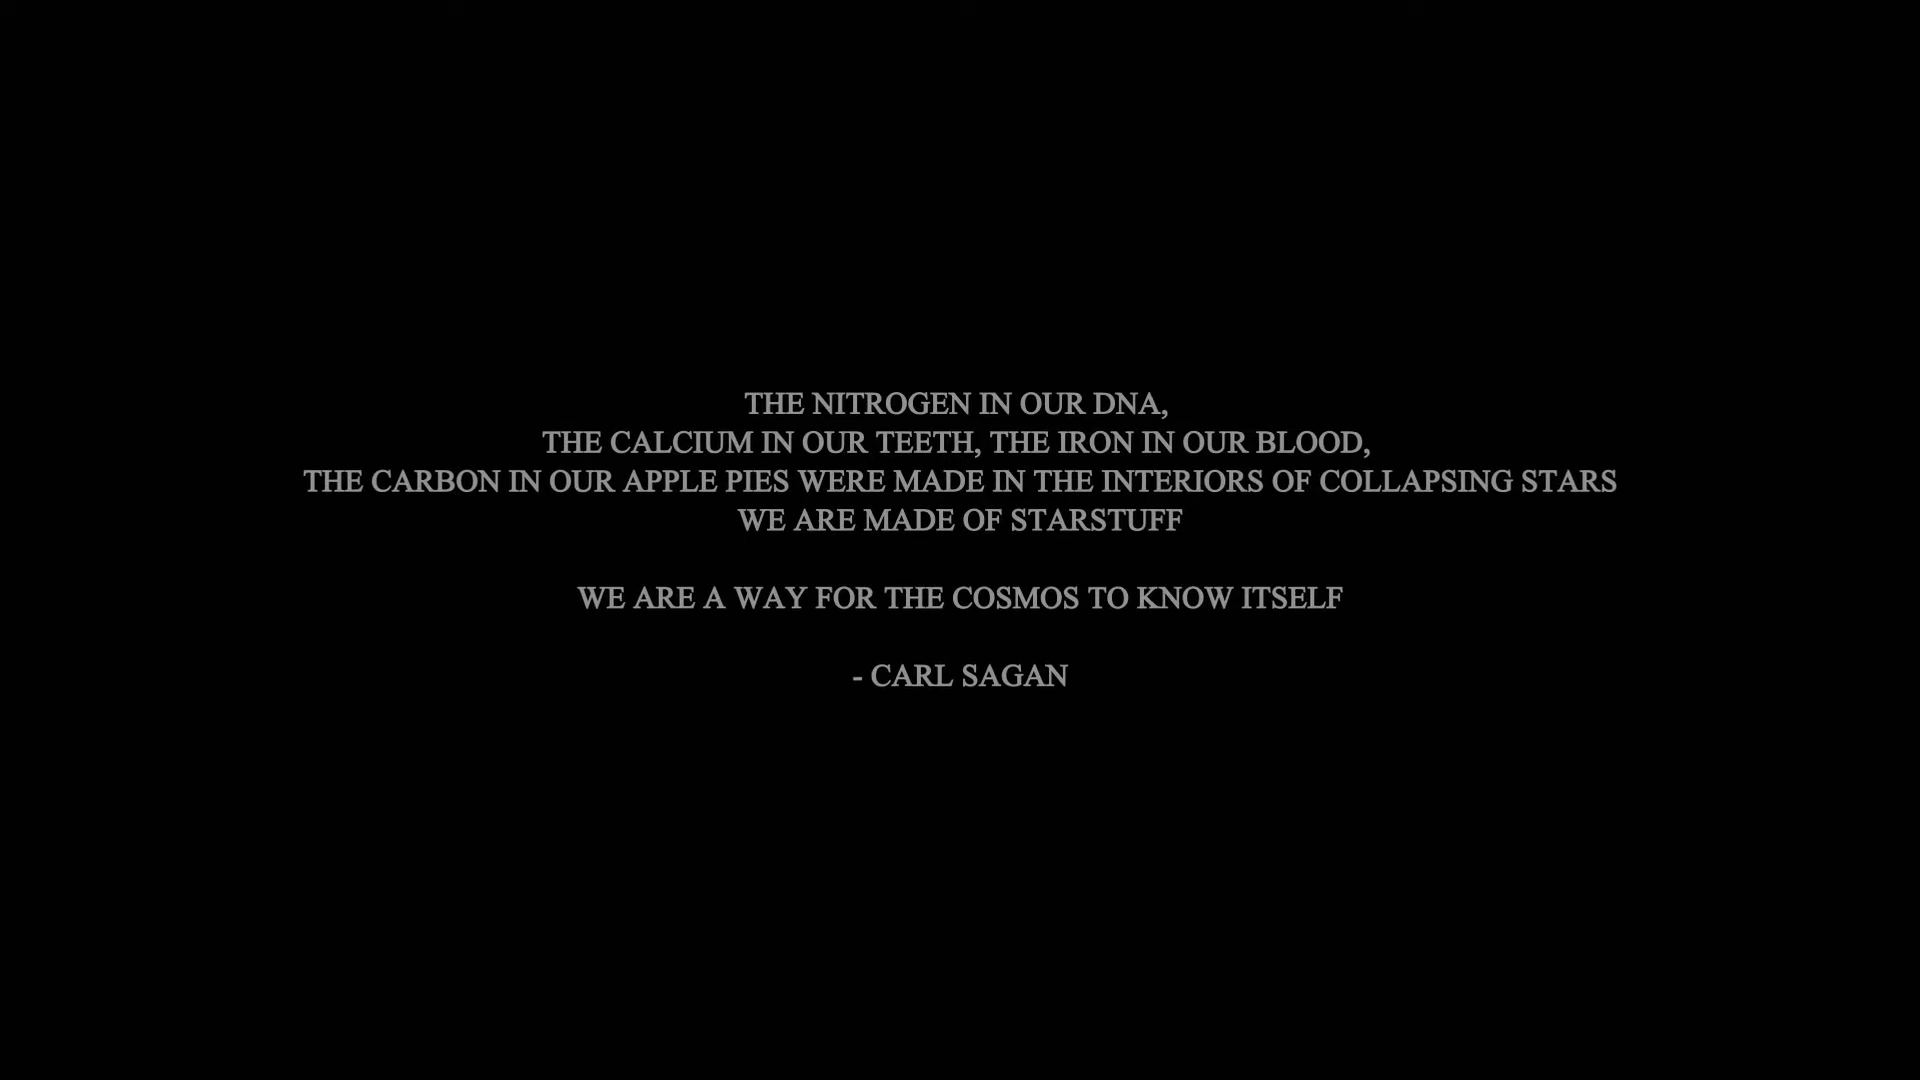 THE NITROGEN IN OUR DNA,
THE CALCIUM IN OUR TEETH, THE IRON IN OUR BLOOD,
THE CARBON IN OUR APPLE PIES WERE MADE IN THE INTERIORS OF COLLAPSING STARS
WE ARE MADE OF STARSTUFF
WE ARE A WAY FOR THE COSMOS TO KNOW ITSELF
- CARL SAGAN